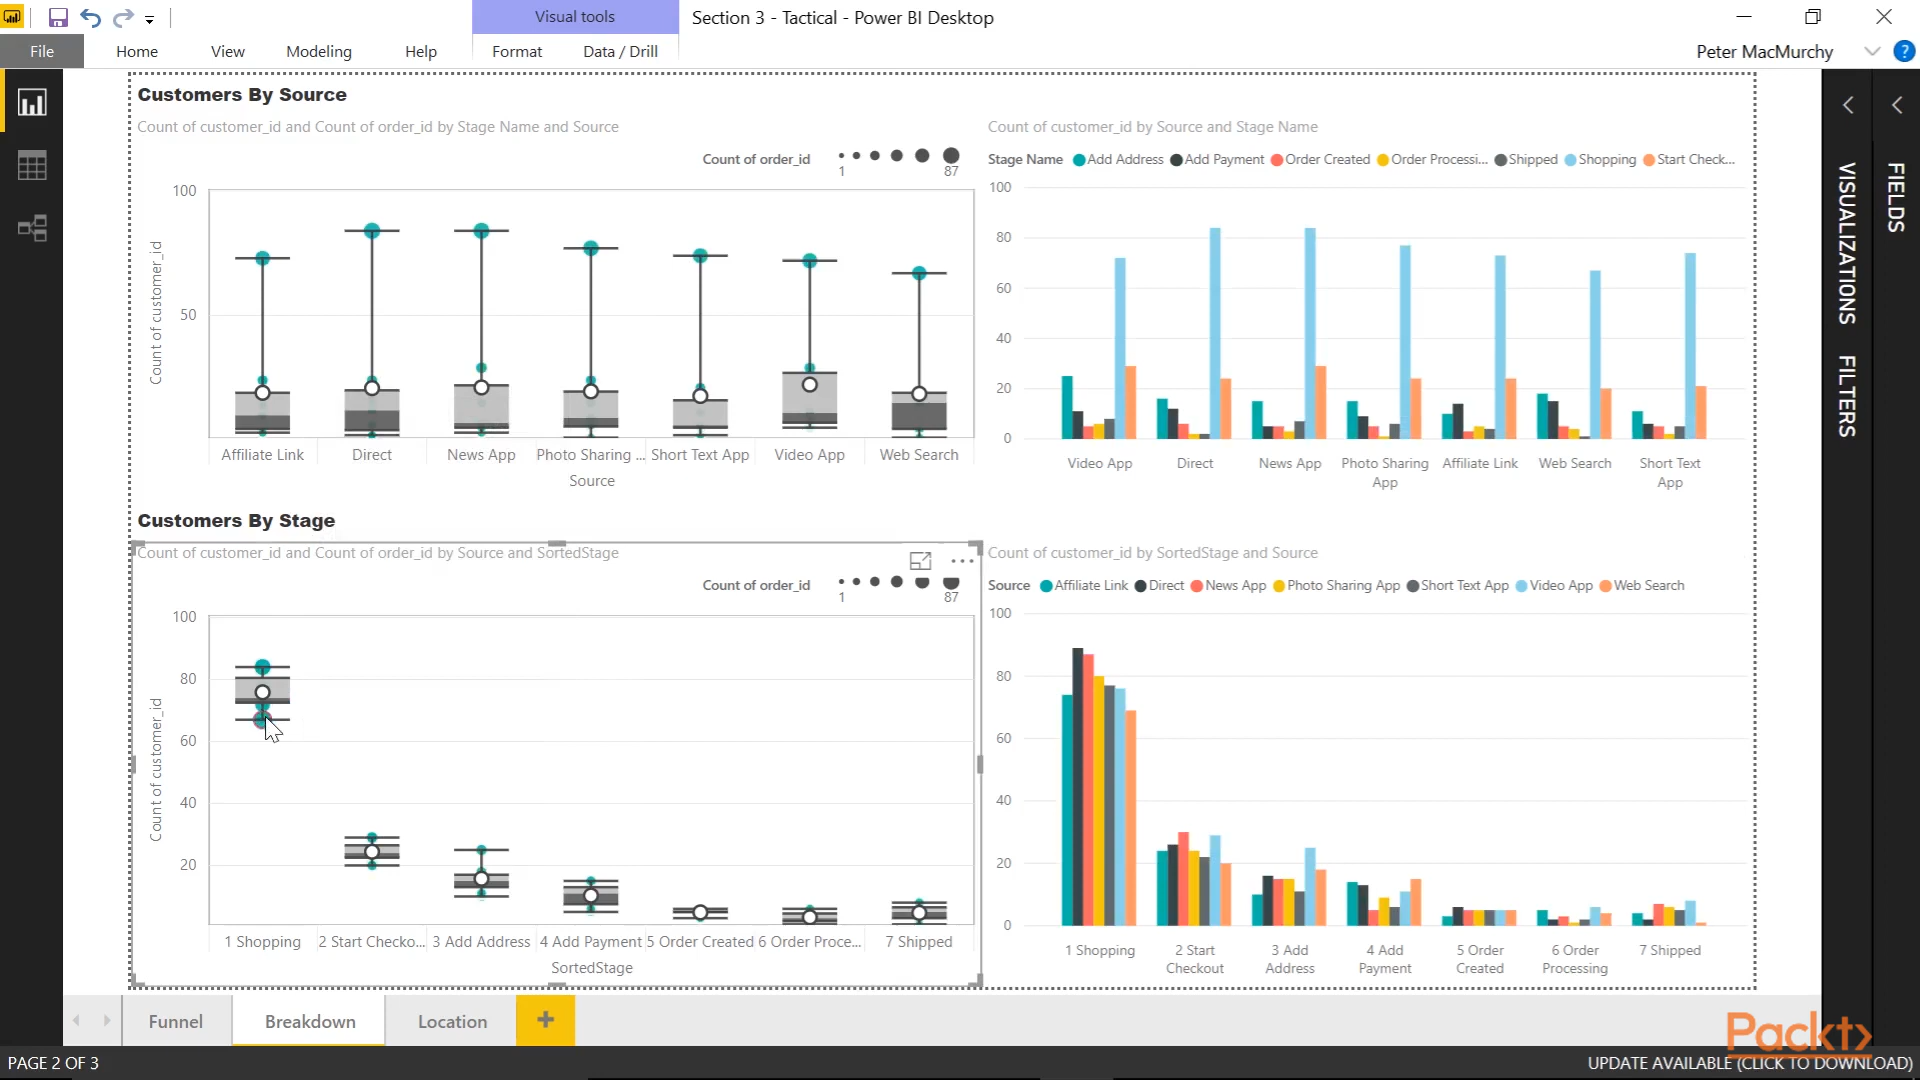 Visual tools
Section 3 - Tactical - Power BI Desktop
File Home View Modeling Help Format Data / Drill
Peter MacMurchy
?
Customers By Source
Count of customer_id and Count of order_id by Stage Name and Source
Count of order_id
1 87
100
50
Count of customer_id
Affiliate Link Direct News App Photo Sharing ... Short Text App Video App Web Search
Source
Count of customer_id by Source and Stage Name
Stage Name Add Address Add Payment Order Created Order Processi... Shipped Shopping Start Check...
100
80
60
40
20
0
Video App Direct News App Photo Sharing App Affiliate Link Web Search Short Text App
Customers By Stage
Count of customer_id and Count of order_id by Source and SortedStage
Count of order_id
1 87
100
80
60
40
20
Count of customer_id
1 Shopping 2 Start Checko... 3 Add Address 4 Add Payment 5 Order Created 6 Order Proce... 7 Shipped
SortedStage
Count of customer_id by SortedStage and Source
Source Affiliate Link Direct News App Photo Sharing App Short Text App Video App Web Search
100
80
60
40
20
0
1 Shopping 2 Start Checkout 3 Add Address 4 Add Payment 5 Order Created 6 Order Processing 7 Shipped
VISUALIZATIONS
FILTERS
FIELDS
Funnel Breakdown Location +
Packt
PAGE 2 OF 3
UPDATE AVAILABLE (CLICK TO DOWNLOAD)